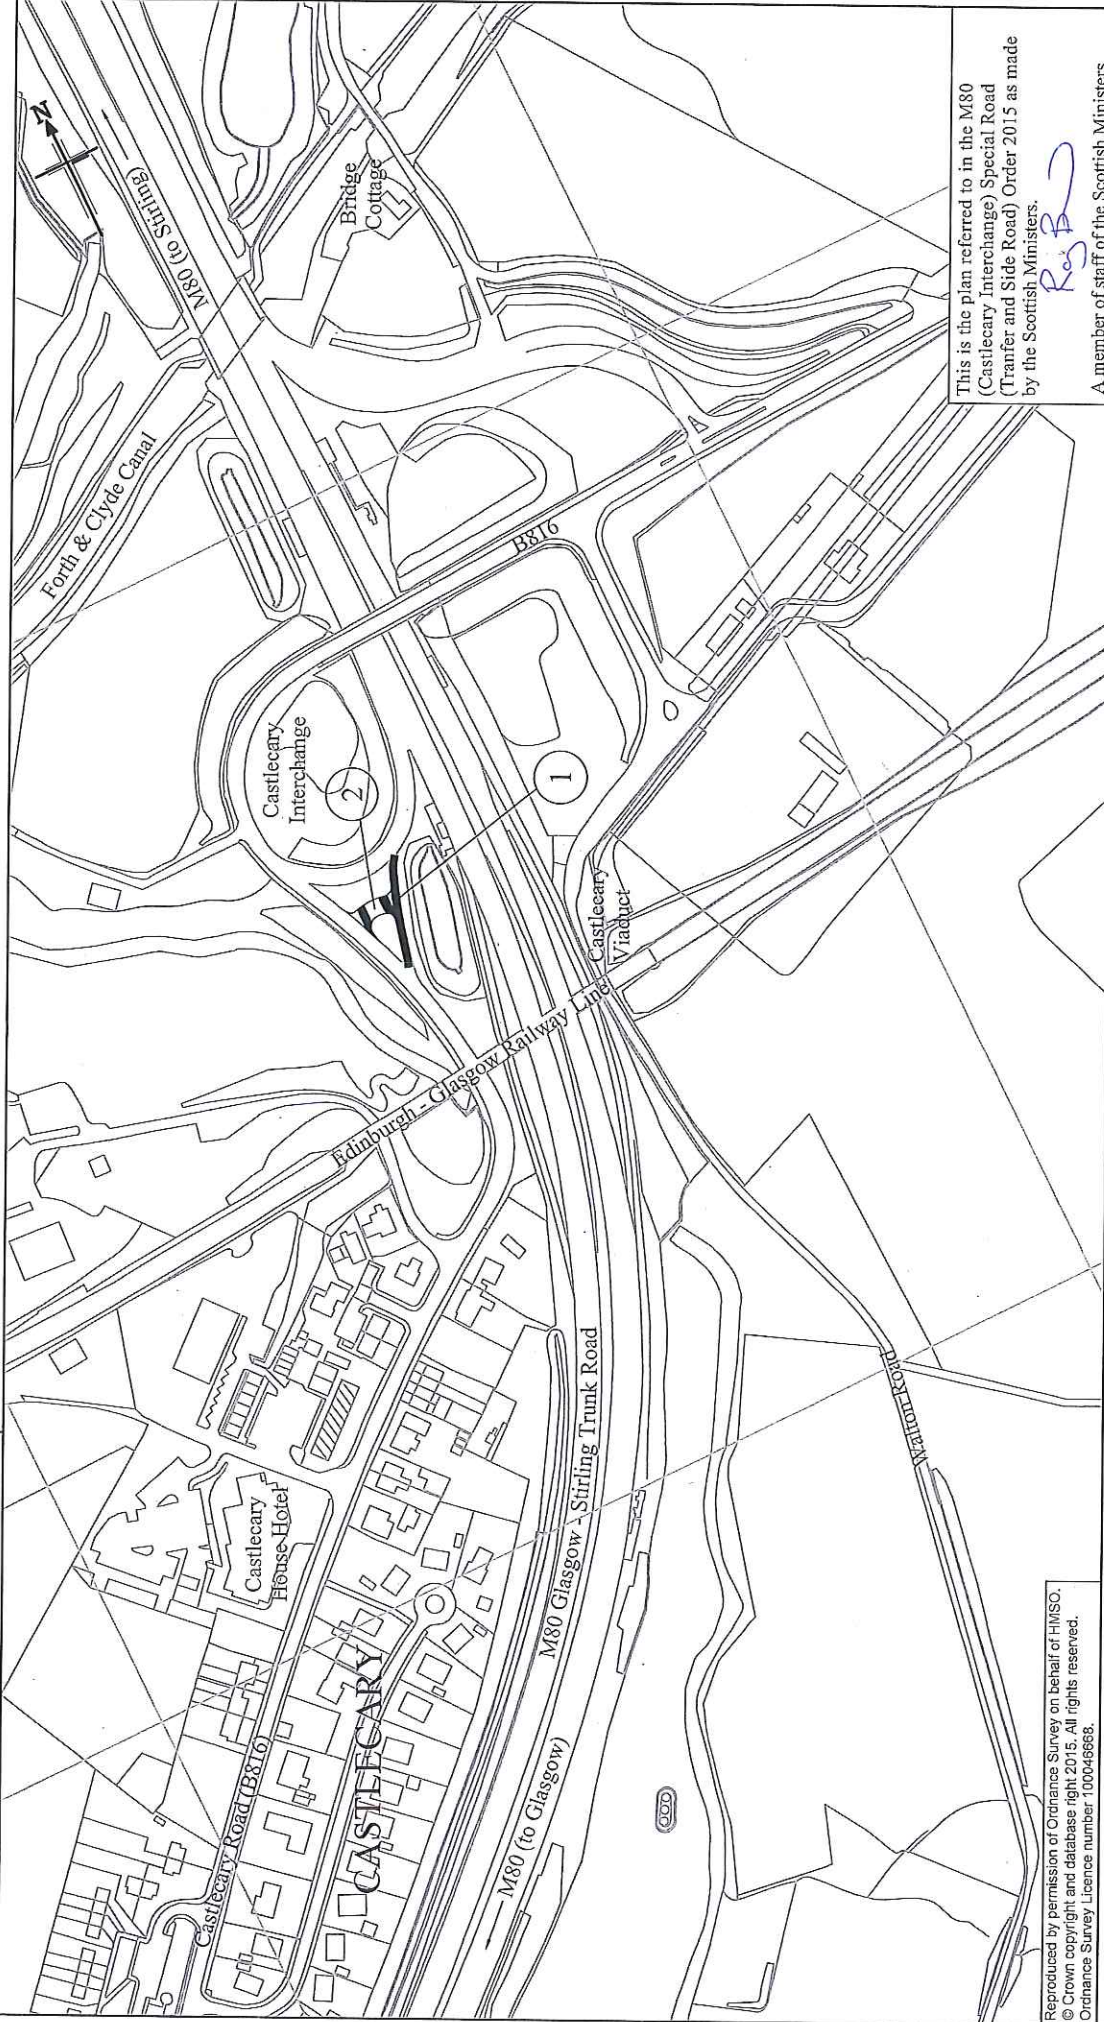 N
M80 (to Stirling)
Forth & Clyde Canal
Bridge
Cottage
B816
Castlecary
Interchange
2
1
Castlecary
Viaduct
Edinburgh - Glasgow Railway Line
Castlecary
House Hotel
M80 Glasgow - Stirling Trunk Road
Walton Road
CASTLECARY
Castlecary Road (B816)
M80 (to Glasgow)
This is the plan referred to in the M80
(Castlecary Interchange) Special Road
(Tranfer and Side Road) Order 2015 as made
by the Scottish Ministers.
A member of staff of the Scottish Ministers
Reproduced by permission of Ordnance Survey on behalf of HMSO.
© Crown copyright and database right 2015. All rights reserved.
Ordnance Survey Licence number 100046668.